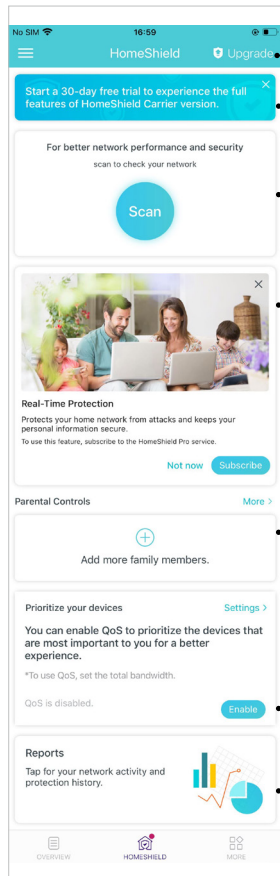 No SIM 16:59
HomeShield Upgrade
Start a 30-day free trial to experience the full
features of HomeShield Carrier version.
For better network performance and security
scan to check your network
Scan
Real-Time Protection
Protects your home network from attacks and keeps your
personal information secure.
To use this feature, subscribe to the HomeShield Pro service.
Not now Subscribe
Parental Controls More >
Add more family members.
Prioritize your devices Settings >
You can enable QoS to prioritize the devices that
are most important to you for a better
experience.
*To use QoS, set the total bandwidth.
QoS is disabled. Enable
Reports
Tap for your network activity and
protection history.
OVERVIEW HOMESHIELD MORE